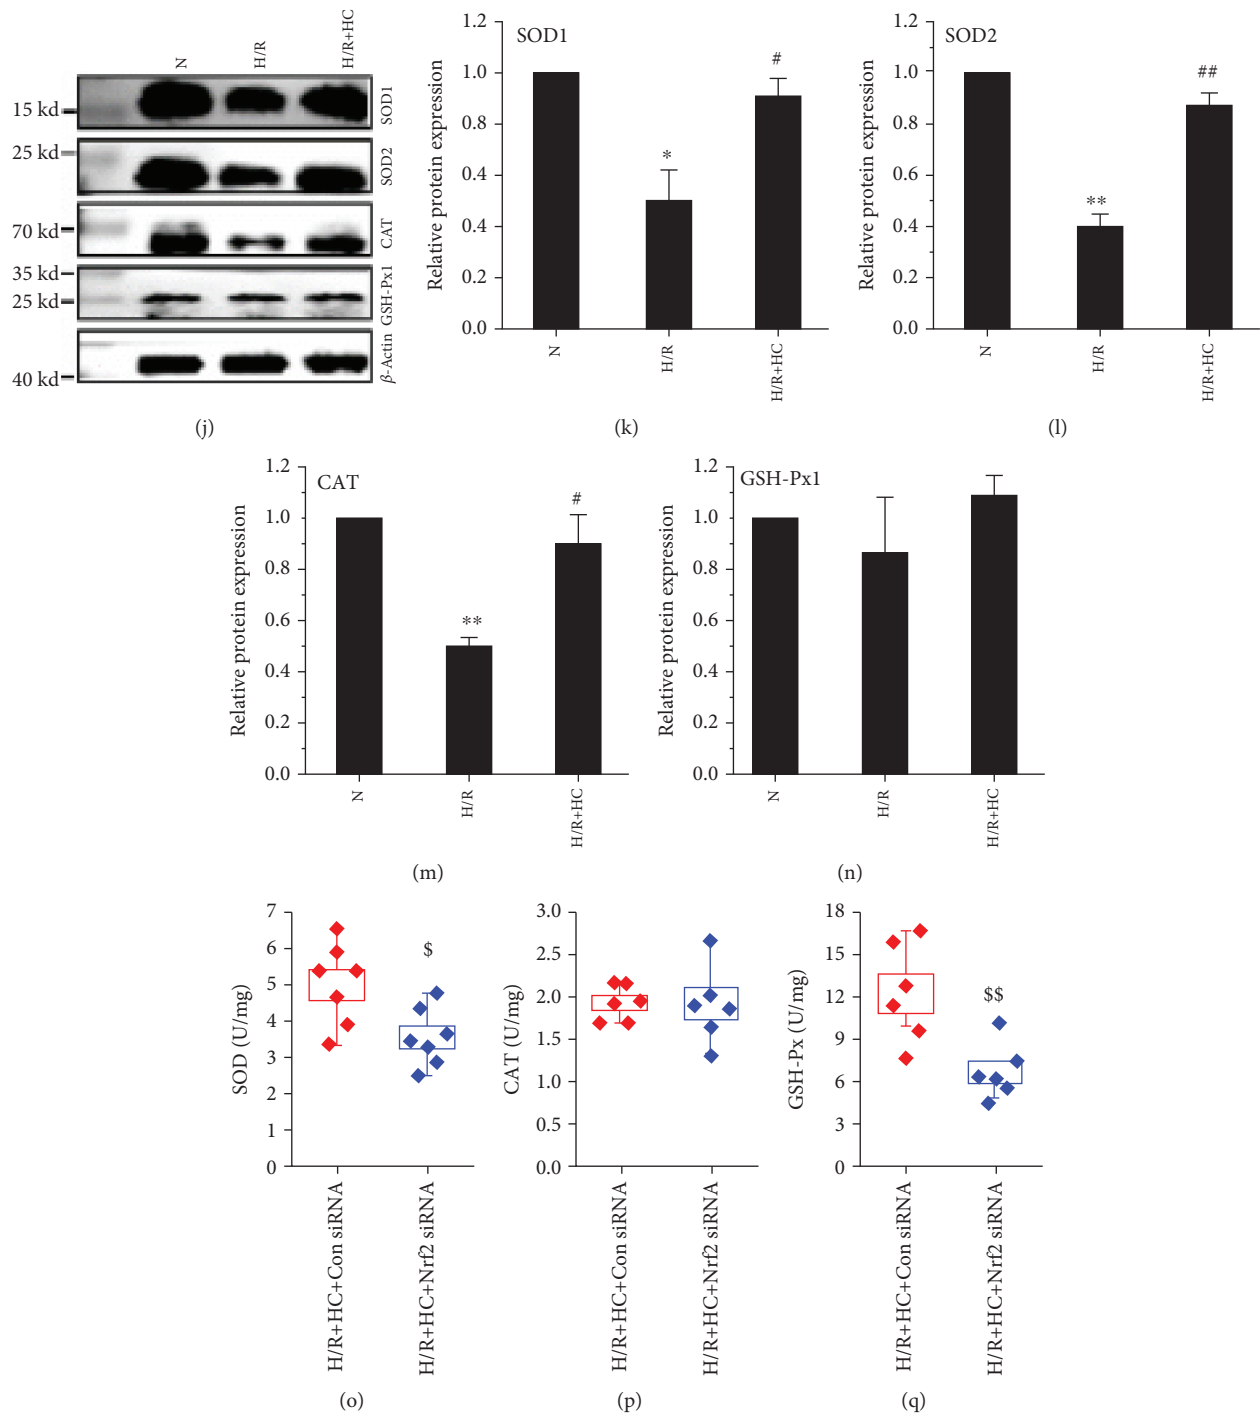 N
H/R
H/R+HC
15 kd
SOD1
25 kd
SOD2
70 kd
CAT
35 kd
25 kd
GSH-Px1
40 kd
β-Actin
(j)
SOD1
Relative protein expression
1.2
1.0
0.8
0.6
0.4
0.2
0.0
*
#
N
H/R
H/R+HC
(k)
SOD2
Relative protein expression
1.2
1.0
0.8
0.6
0.4
0.2
0.0
**
##
N
H/R
H/R+HC
(l)
CAT
Relative protein expression
1.2
1.0
0.8
0.6
0.4
0.2
0.0
**
#
N
H/R
H/R+HC
(m)
GSH-Px1
Relative protein expression
1.2
1.0
0.8
0.6
0.4
0.2
0.0
N
H/R
H/R+HC
(n)
SOD (U/mg)
7
6
5
4
3
2
1
0
$
H/R+HC+Con siRNA
H/R+HC+Nrf2 siRNA
(o)
CAT (U/mg)
3.0
2.5
2.0
1.5
1.0
0.5
0.0
H/R+HC+Con siRNA
H/R+HC+Nrf2 siRNA
(p)
GSH-Px (U/mg)
18
15
12
9
6
3
0
$$
H/R+HC+Con siRNA
H/R+HC+Nrf2 siRNA
(q)